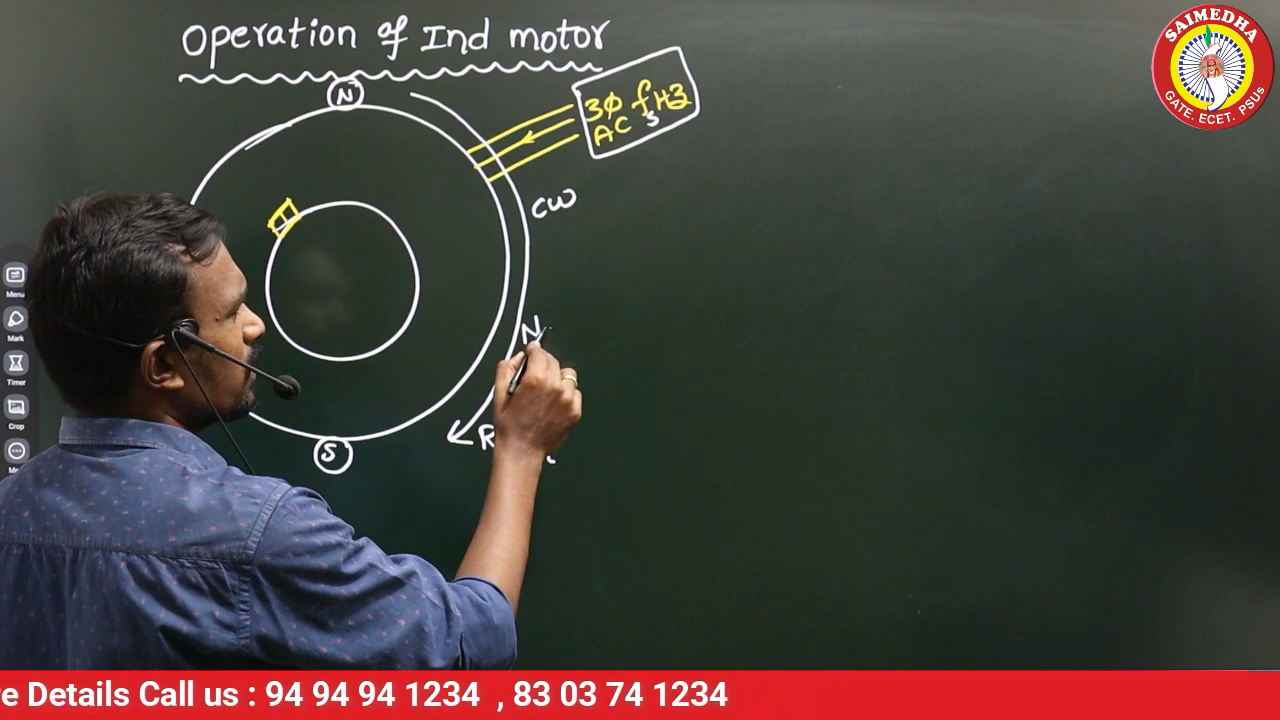 Operation of Ind motor
N
3Φ f Hz
AC s
CW
N
R
S
SAIMEDHA
GATE. ECET. PSUs
Menu
Mark
Timer
Crop
re Details Call us : 94 94 94 1234 , 83 03 74 1234